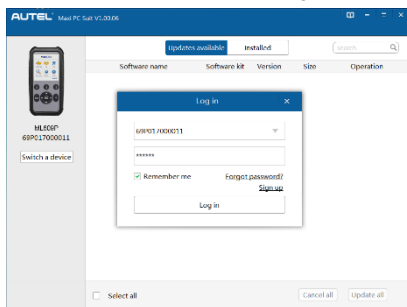 AUTEL Maxi PC Suit V1.00.06
Updates available Installed
search
Software name Software kit Version Size Operation
Log in
ML609P
69P017000011
69P017000011
Switch a device
******
Remember me Forgot password?
Sign up
Log in
Select all Cancel all Update all